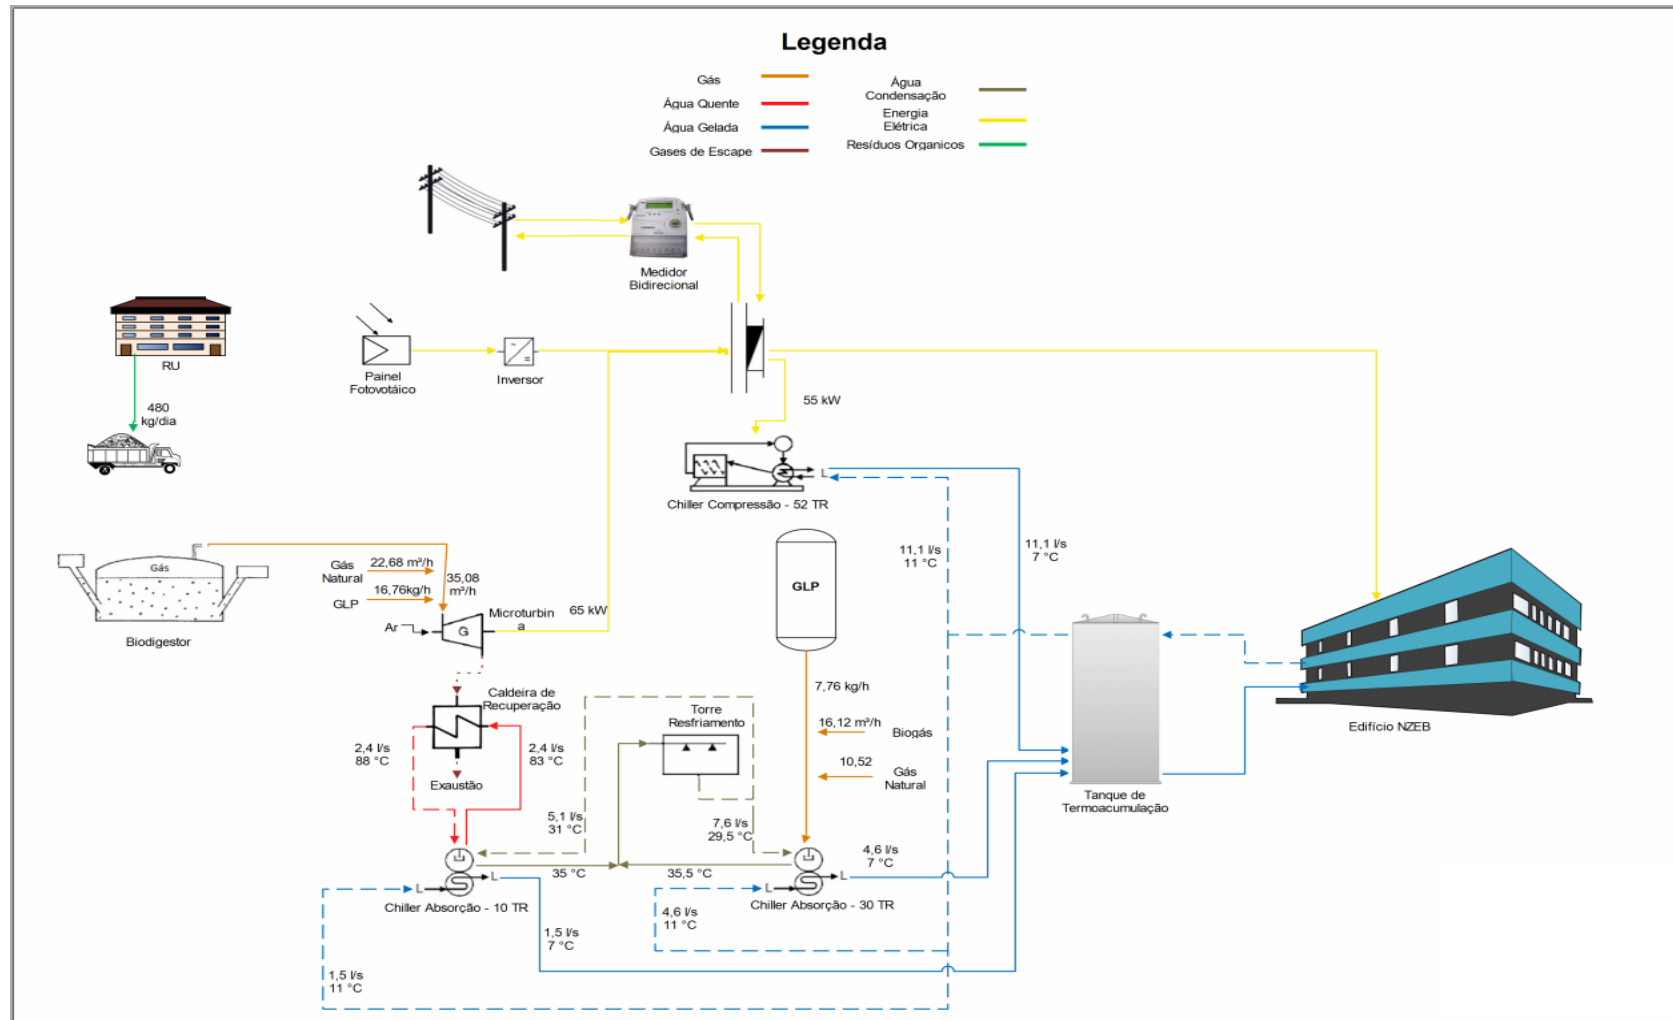 Legenda
Gás
Água Quente
Água Gelada
Gases de Escape
Água
Condensação
Energia
Elétrica
Resíduos Organicos
Medidor
Bidirecional
RU
480
kg/dia
Painel
Fotovotáico
Inversor
55 kW
Chiller Compressão - 52 TR
L
Gás
Biodigestor
Gás
Natural
22,68 m³/h
GLP
16,76kg/h
35,08
m³/h
Ar
G
Microturbin
a
65 kW
GLP
7,76 kg/h
16,12 m³/h
Biogás
10,52
Gás
Natural
11,1 l/s
11 °C
11,1 l/s
7 °C
Caldeira de
Recuperação
2,4 l/s
88 °C
2,4 l/s
83 °C
Exaustão
Torre
Resfriamento
5,1 l/s
31 °C
7,6 l/s
29,5 °C
35 °C
35,5 °C
4,6 l/s
7 °C
L
L
Chiller Absorção - 10 TR
L
L
Chiller Absorção - 30 TR
4,6 l/s
11 °C
1,5 l/s
7 °C
1,5 l/s
11 °C
Tanque de
Termoacumulação
Edifício NZEB